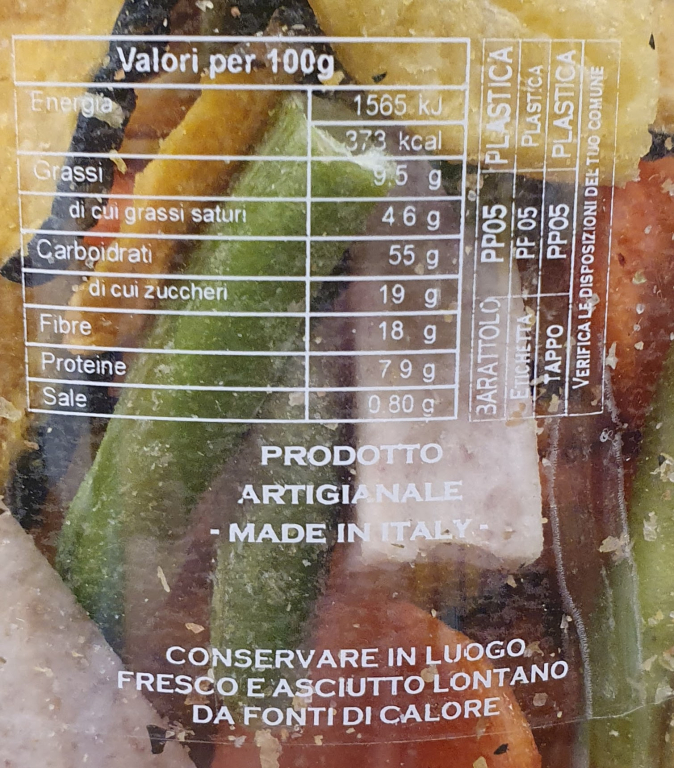 Valori per 100g
Energia 1565 kJ
373 kcal
Grassi 9.5 g
di cui grassi saturi 4 6 g
Carboidrati 55 g
di cui zuccheri 19 g
Fibre 18 g
Proteine 7 9 g
Sale 0.80 g
BARATTOLO PP05 PLASTICA
ETICHETTA PF 05 PLASTICA
TAPPO PP05 PLASTICA
VERIFICA LE DISPOSIZIONI DEL TUO COMUNE
PRODOTTO
ARTIGIANALE
- MADE IN ITALY -
CONSERVARE IN LUOGO
FRESCO E ASCIUTTO LONTANO
DA FONTI DI CALORE